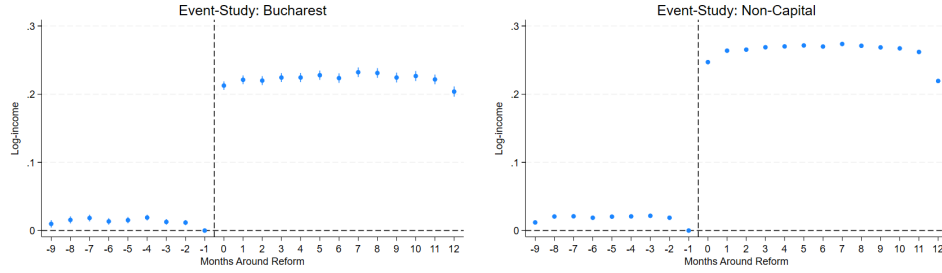 Event-Study: Bucharest
.3
.2
.1
0
Log-income
-9 -8 -7 -6 -5 -4 -3 -2 -1 0 1 2 3 4 5 6 7 8 9 10 11 12
Months Around Reform
Event-Study: Non-Capital
.3
.2
.1
0
Log-income
-9 -8 -7 -6 -5 -4 -3 -2 -1 0 1 2 3 4 5 6 7 8 9 10 11 12
Months Around Reform